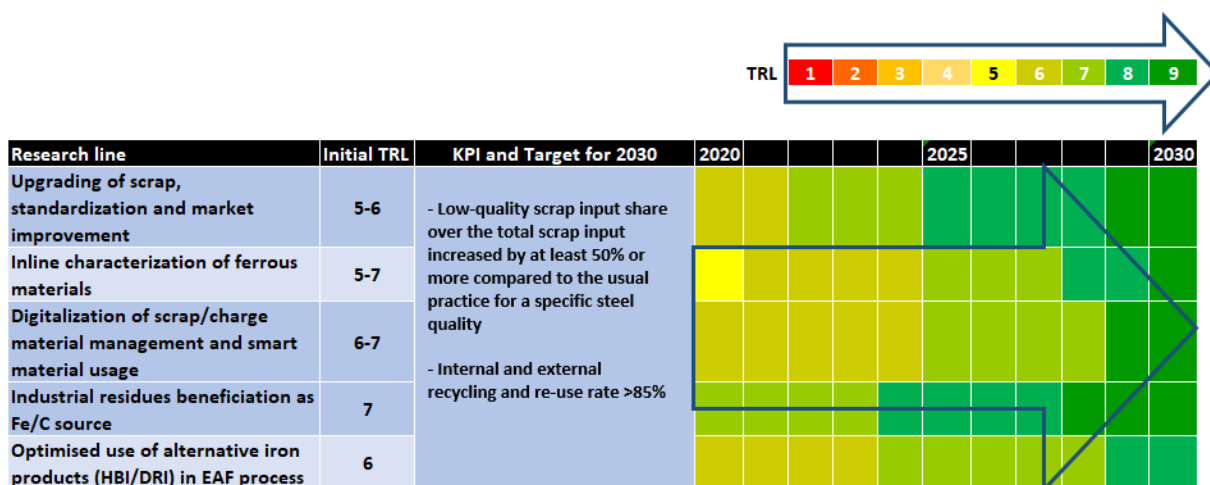 TRL 1 2 3 4 5 6 7 8 9
Research line Initial TRL KPI and Target for 2030 2020 2025 2030
Upgrading of scrap,
standardization and market
improvement
5-6
Inline characterization of ferrous
materials
5-7
Digitalization of scrap/charge
material management and smart
material usage
6-7
Industrial residues beneficiation as
Fe/C source
7
Optimised use of alternative iron
products (HBI/DRI) in EAF process
6
- Low-quality scrap input share
over the total scrap input
increased by at least 50% or
more compared to the usual
practice for a specific steel
quality
- Internal and external
recycling and re-use rate >85%